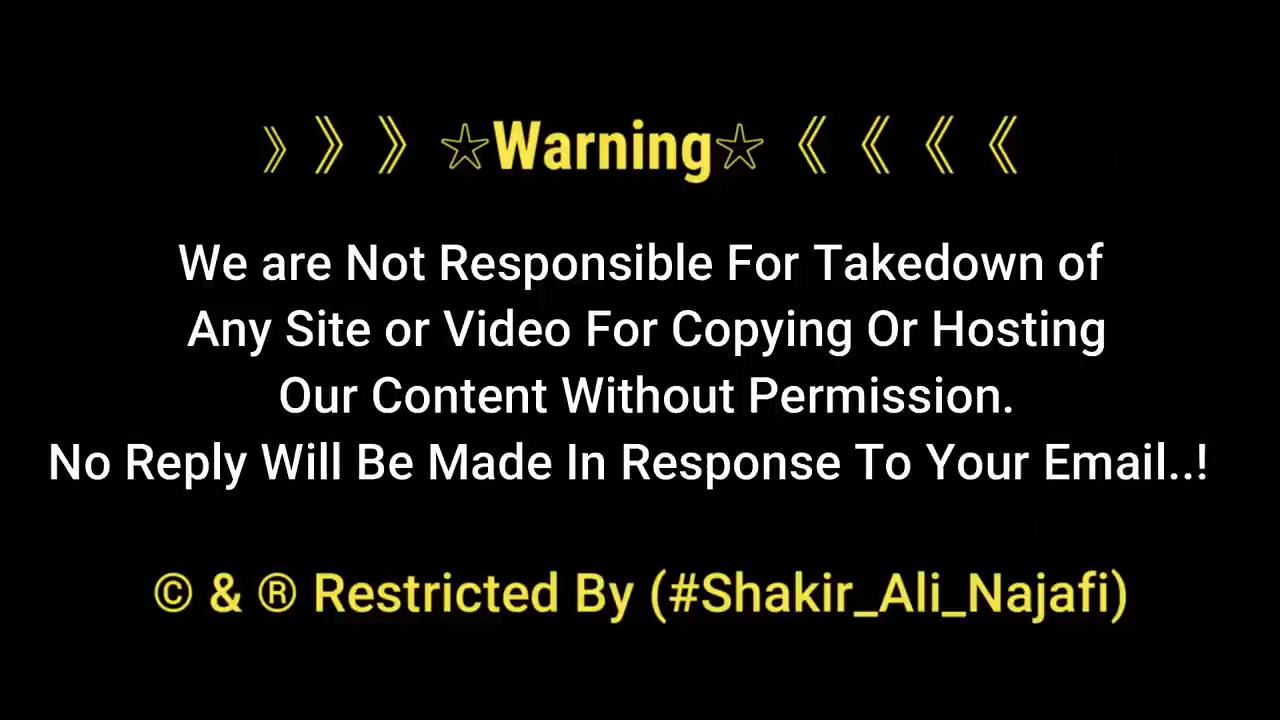 》》》☆Warning☆《《《《
We are Not Responsible For Takedown of
Any Site or Video For Copying Or Hosting
Our Content Without Permission.
No Reply Will Be Made In Response To Your Email..!
© & ® Restricted By (#Shakir_Ali_Najafi)